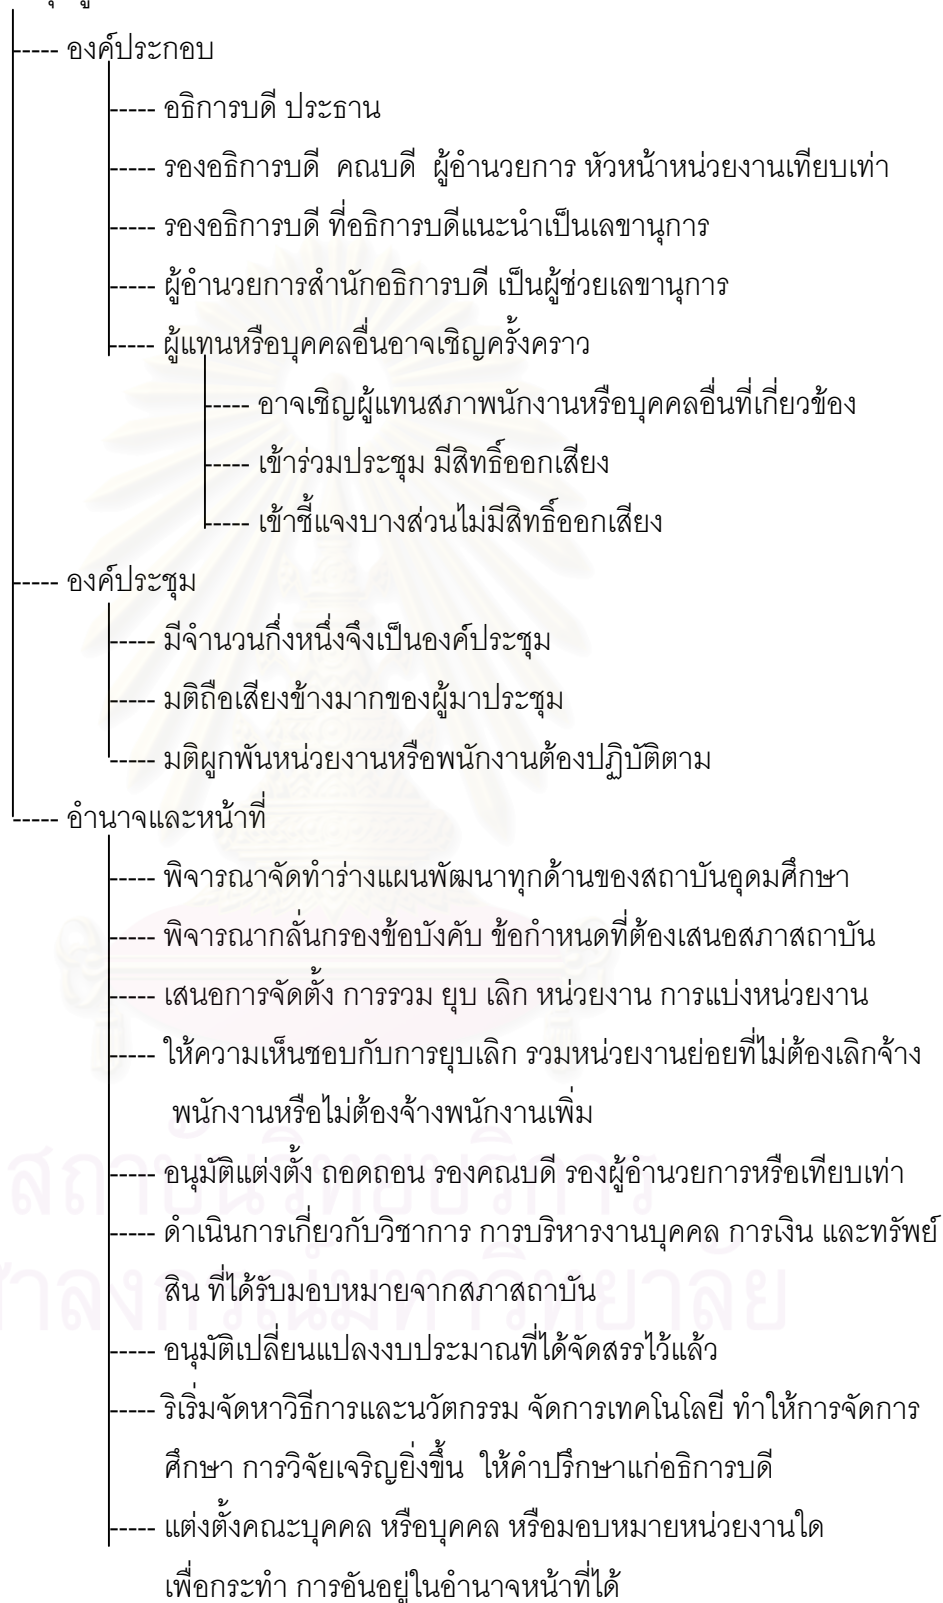 ----- องค์ประกอบ
----- อธิการบดี ประธาน
----- รองอธิการบดี คณบดี ผู้อำนวยการ หัวหน้าหน่วยงานเทียบเท่า
----- รองอธิการบดี ที่อธิการบดีแนะนำเป็นเลขานุการ
----- ผู้อำนวยการสำนักอธิการบดี เป็นผู้ช่วยเลขานุการ
----- ผู้แทนหรือบุคคลอื่นอาจเชิญครั้งคราว
----- อาจเชิญผู้แทนสภาพนักงานหรือบุคคลอื่นที่เกี่ยวข้อง
----- เข้าร่วมประชุม มีสิทธิ์ออกเสียง
----- เข้าชี้แจงบางส่วนไม่มีสิทธิ์ออกเสียง
----- องค์ประชุม
----- มีจำนวนกึ่งหนึ่งจึงเป็นองค์ประชุม
----- มติถือเสียงข้างมากของผู้มาประชุม
----- มติผูกพันหน่วยงานหรือพนักงานต้องปฏิบัติตาม
----- อำนาจและหน้าที่
----- พิจารณาจัดทำร่างแผนพัฒนาทุกด้านของสถาบันอุดมศึกษา
----- พิจารณากลั่นกรองข้อบังคับ ข้อกำหนดที่ต้องเสนอสภาสถาบัน
----- เสนอการจัดตั้ง การรวม ยุบ เลิก หน่วยงาน การแบ่งหน่วยงาน
----- ให้ความเห็นชอบกับการยุบเลิก รวมหน่วยงานย่อยที่ไม่ต้องเลิกจ้าง
พนักงานหรือไม่ต้องจ้างพนักงานเพิ่ม
----- อนุมัติแต่งตั้ง ถอดถอน รองคณบดี รองผู้อำนวยการหรือเทียบเท่า
----- ดำเนินการเกี่ยวกับวิชาการ การบริหารงานบุคคล การเงิน และทรัพย์
สิน ที่ได้รับมอบหมายจากสภาสถาบัน
----- อนุมัติเปลี่ยนแปลงงบประมาณที่ได้จัดสรรไว้แล้ว
----- ริเริ่มจัดหาวิธีการและนวัตกรรม จัดการเทคโนโลยี ทำให้การจัดการ
ศึกษา การวิจัยเจริญยิ่งขึ้น ให้คำปรึกษาแก่อธิการบดี
----- แต่งตั้งคณะบุคคล หรือบุคคล หรือมอบหมายหน่วยงานใด
เพื่อกระทำ การอันอยู่ในอำนาจหน้าที่ได้
สถาบันวิทยบริการ
ฬาลงกรณ์มหาวิทยาลัย